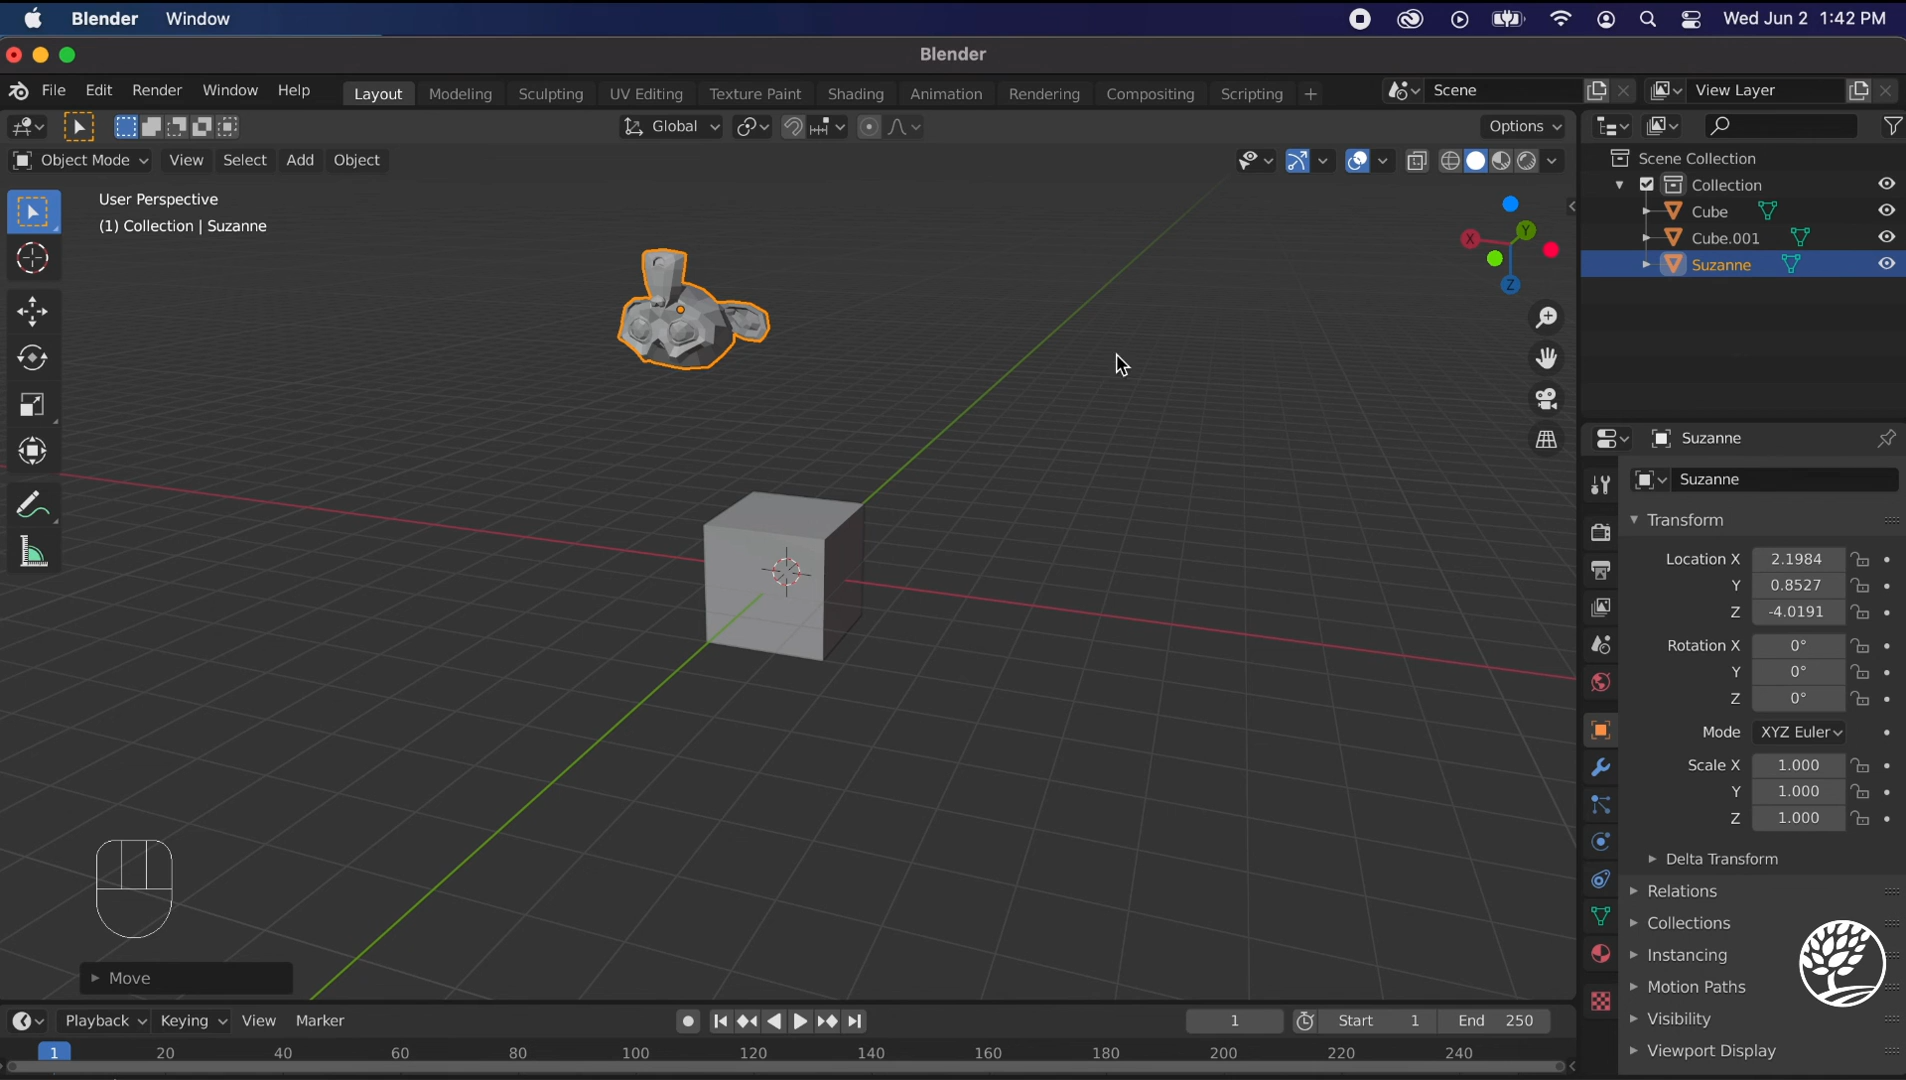 Blender Window Wed Jun 2 1:42 PM
Blender
File Edit Render Window Help Layout Modeling Sculpting UV Editing Texture Paint Shading Animation Rendering Compositing Scripting + Scene View Layer
Global Options
Object Mode View Select Add Object
User Perspective
(1) Collection | Suzanne
X Y Z
Scene Collection
Collection
Cube
Cube.001
Suzanne
Suzanne
Suzanne
Transform
Location X 2.1984
Y 0.8527
Z -4.0191
Rotation X 0°
Y 0°
Z 0°
Mode XYZ Euler
Scale X 1.000
Y 1.000
Z 1.000
Delta Transform
Relations
Collections
Instancing
Motion Paths
Visibility
Viewport Display
Move
Playback Keying View Marker 1 Start 1 End 250
1 20 40 60 80 100 120 140 160 180 200 220 240